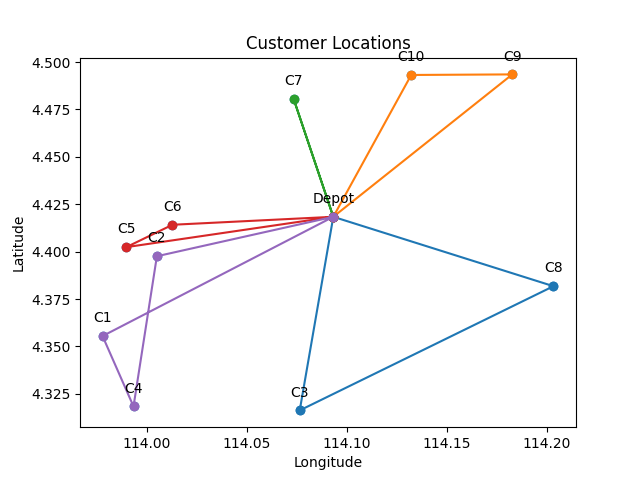 Customer Locations
C10
C9
C7
Depot
C6
C5
C2
C8
C1
C4
C3
4.500
4.475
4.450
4.425
4.400
4.375
4.350
4.325
Latitude
114.00
114.05
114.10
114.15
114.20
Longitude